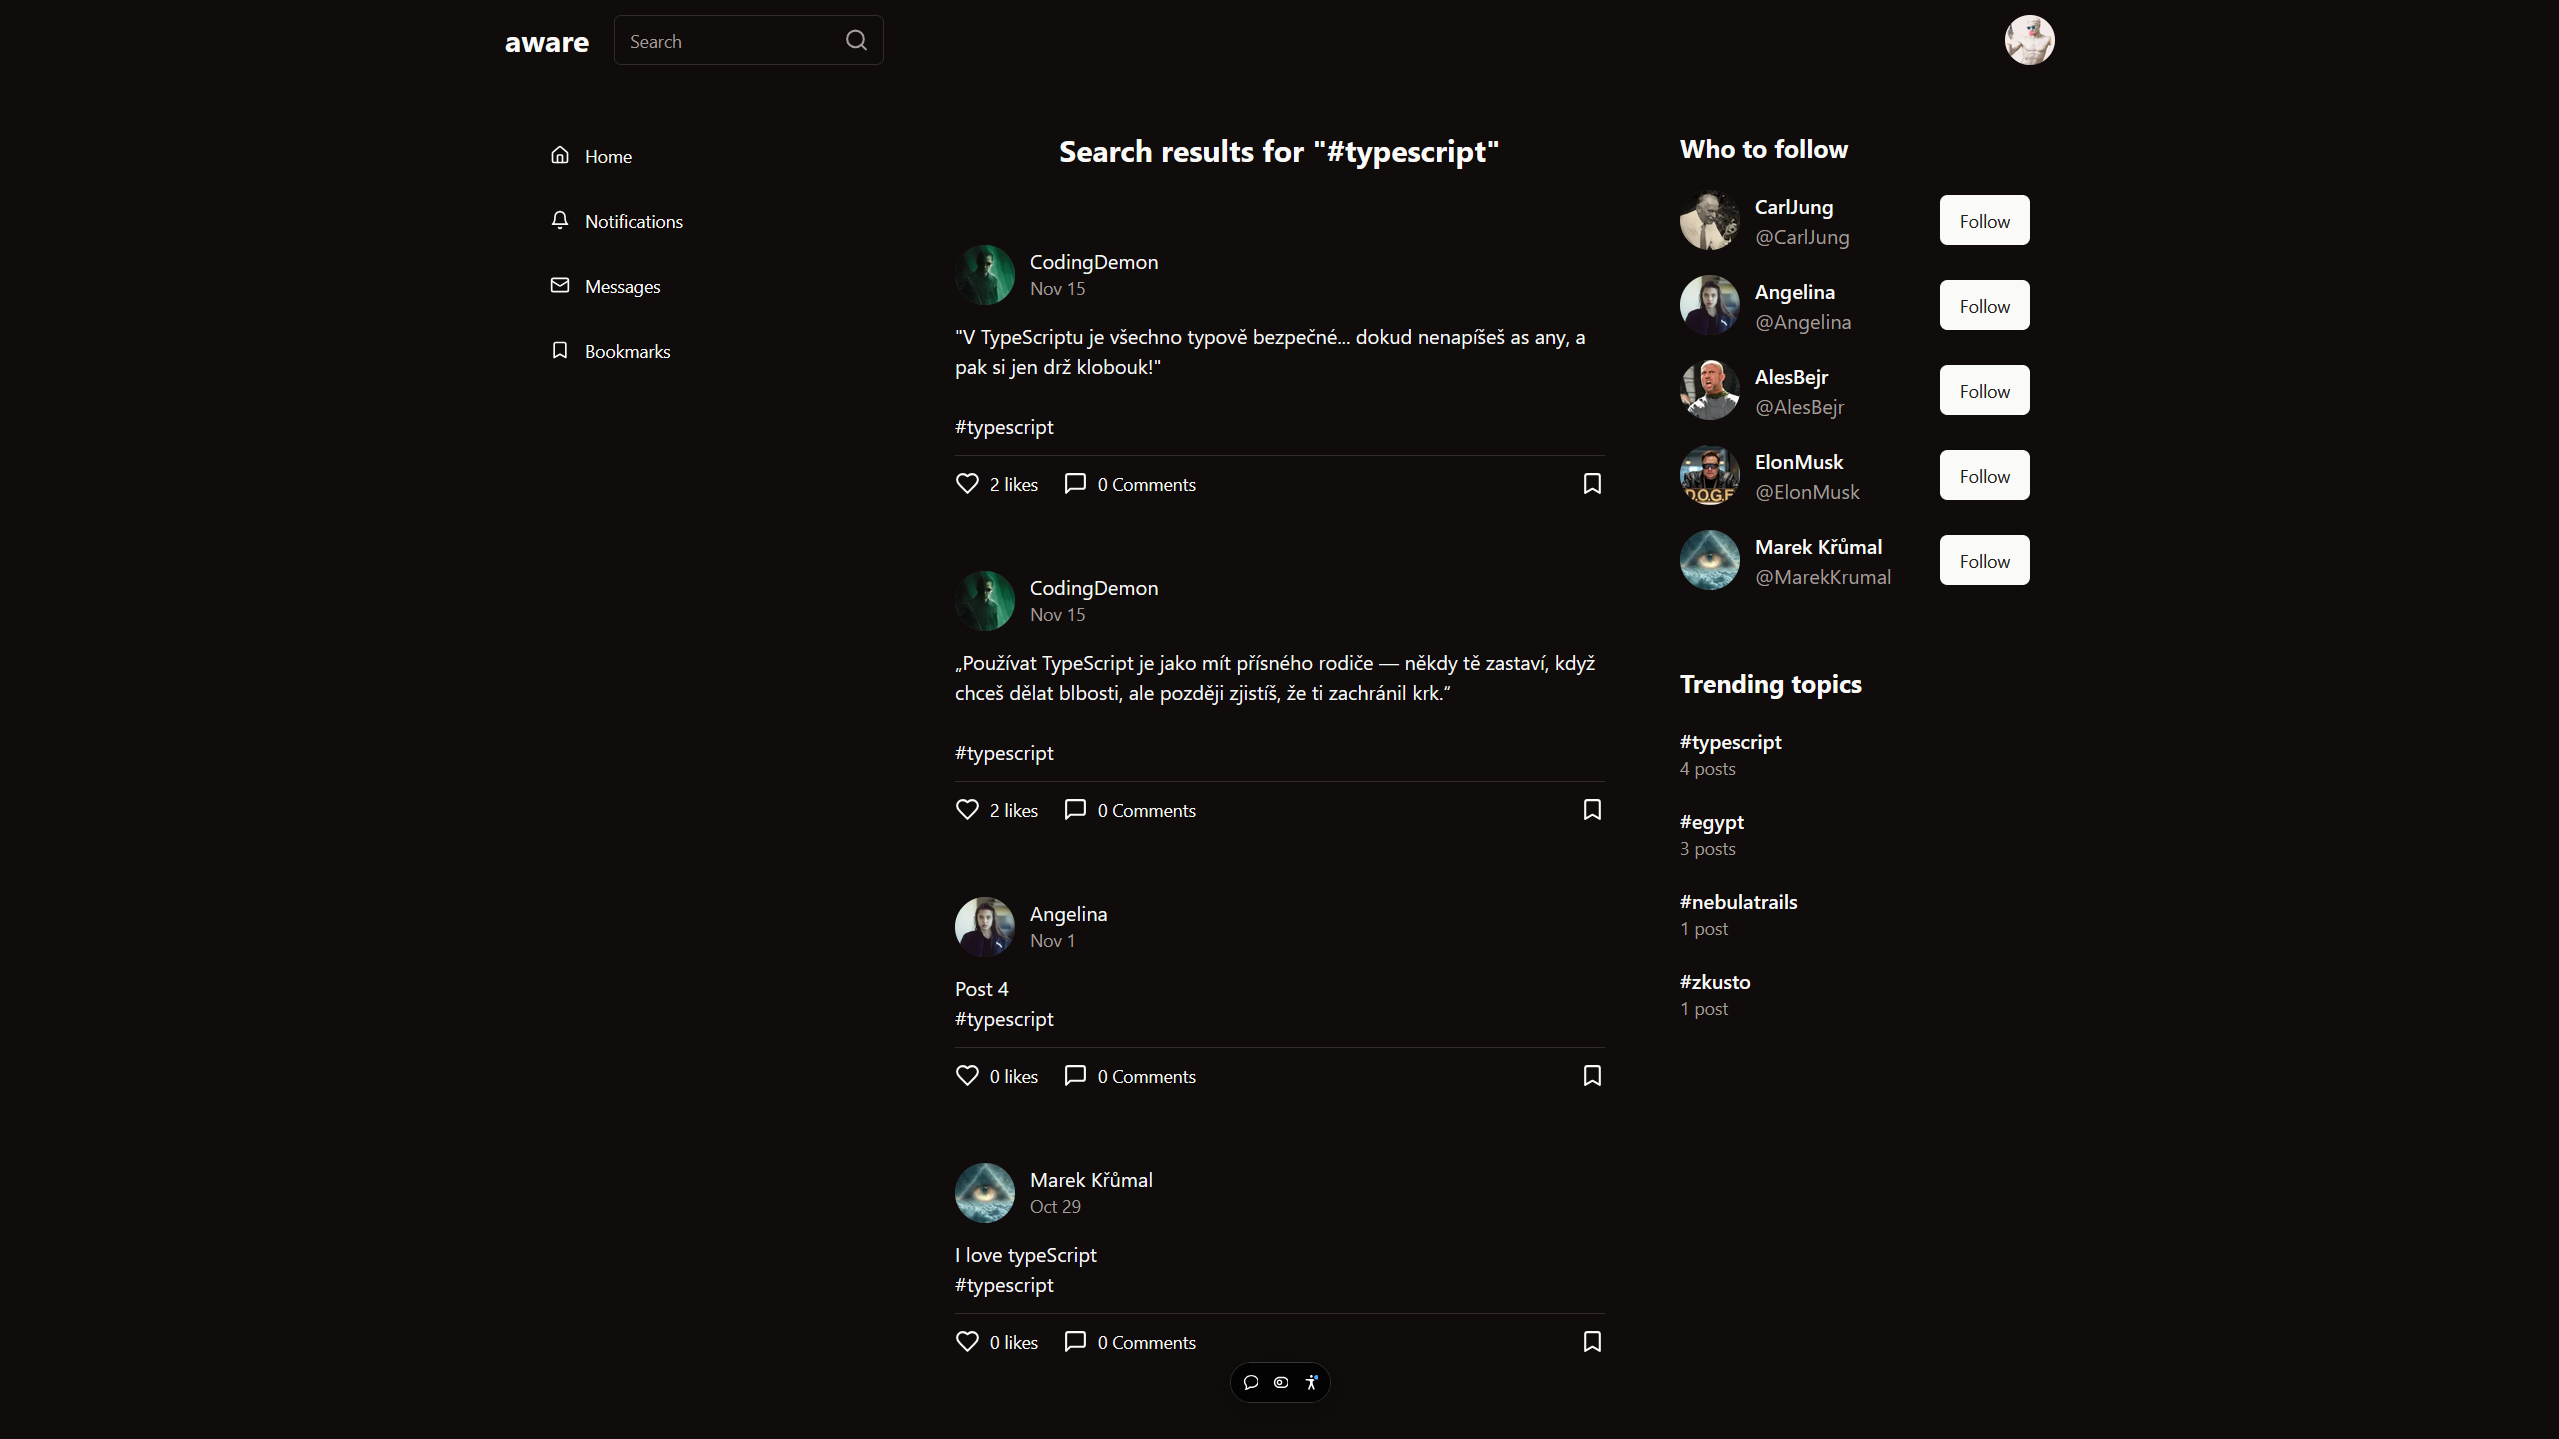 aware
Search
Home
Notifications
Messages
Bookmarks
Search results for "#typescript"
CodingDemon
Nov 15
"V TypeScriptu je všechno typově bezpečné... dokud nenapíšeš as any, a
pak si jen drž klobouk!"
#typescript
2 likes
0 Comments
CodingDemon
Nov 15
„Používat TypeScript je jako mít přísného rodiče — někdy tě zastaví, když
chceš dělat blbosti, ale později zjistíš, že ti zachránil krk.“
#typescript
2 likes
0 Comments
Angelina
Nov 1
Post 4
#typescript
0 likes
0 Comments
Marek Křůmal
Oct 29
I love typeScript
#typescript
0 likes
0 Comments
Who to follow
CarlJung
@CarlJung
Follow
Angelina
@Angelina
Follow
AlesBejr
@AlesBejr
Follow
D.O.G.E
ElonMusk
@ElonMusk
Follow
Marek Křůmal
@MarekKrumal
Follow
Trending topics
#typescript
4 posts
#egypt
3 posts
#nebulatrails
1 post
#zkusto
1 post